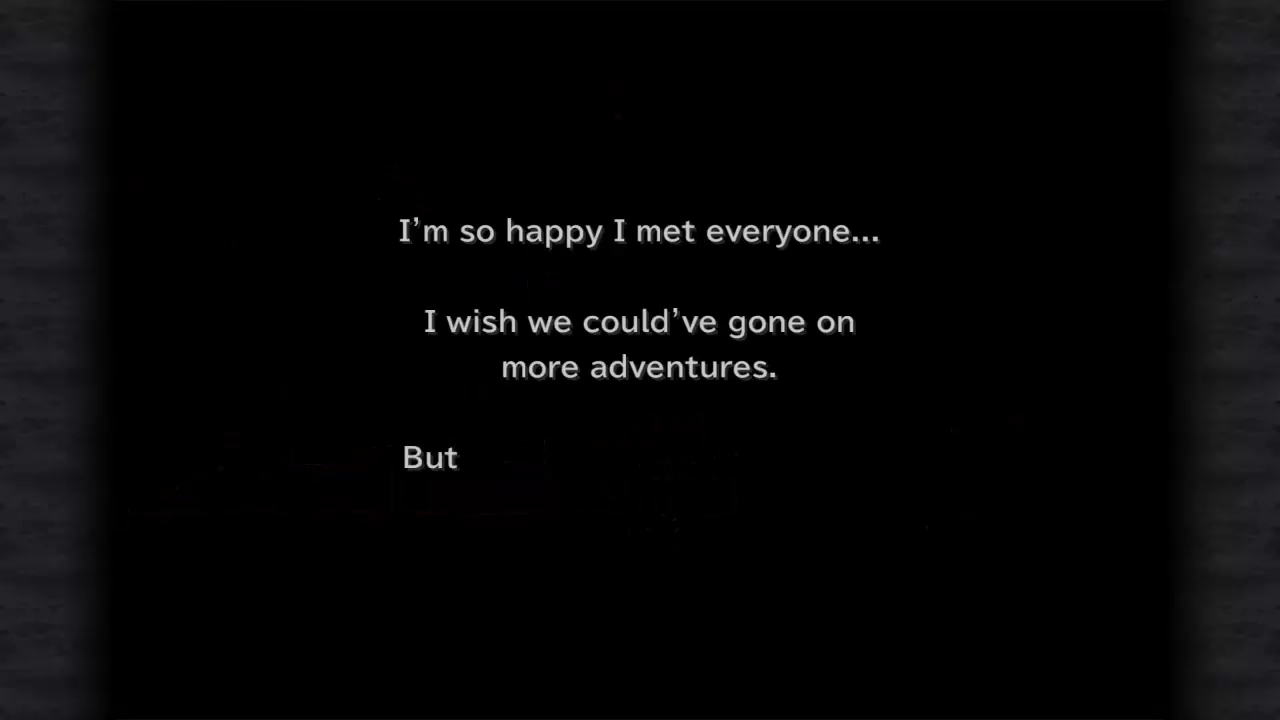 I’m so happy I met everyone...
I wish we could’ve gone on
more adventures.
But